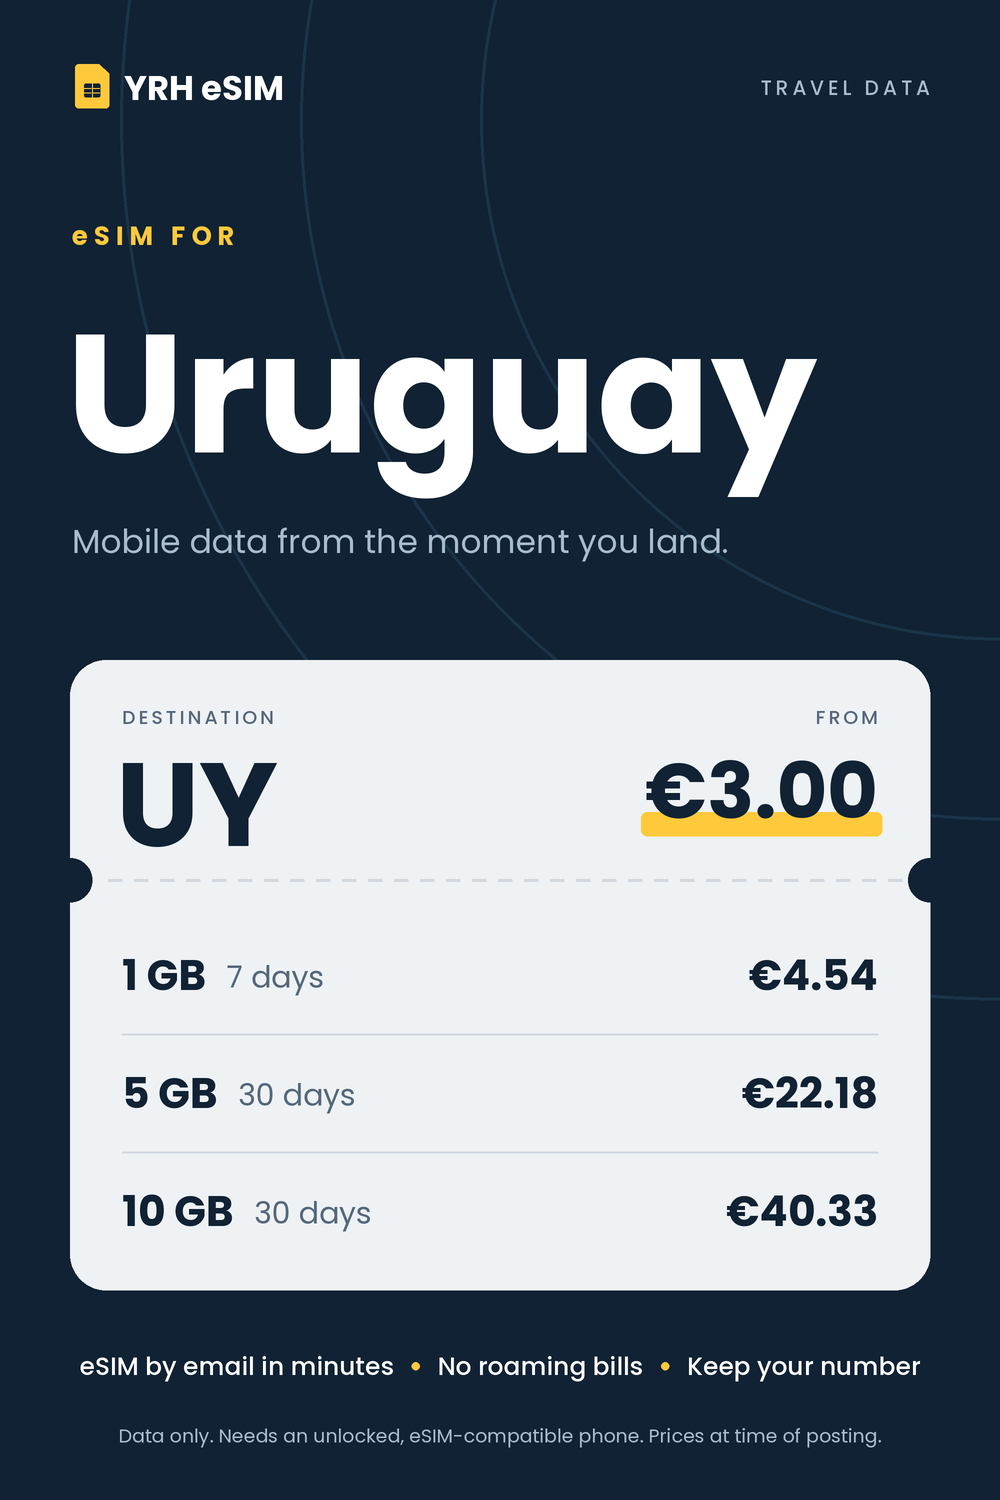 YRH eSIM
TRAVEL DATA
eSIM FOR
Uruguay
Mobile data from the moment you land.
DESTINATION
FROM
UY
€3.00
1 GB 7 days €4.54
5 GB 30 days €22.18
10 GB 30 days €40.33
eSIM by email in minutes • No roaming bills • Keep your number
Data only. Needs an unlocked, eSIM-compatible phone. Prices at time of posting.